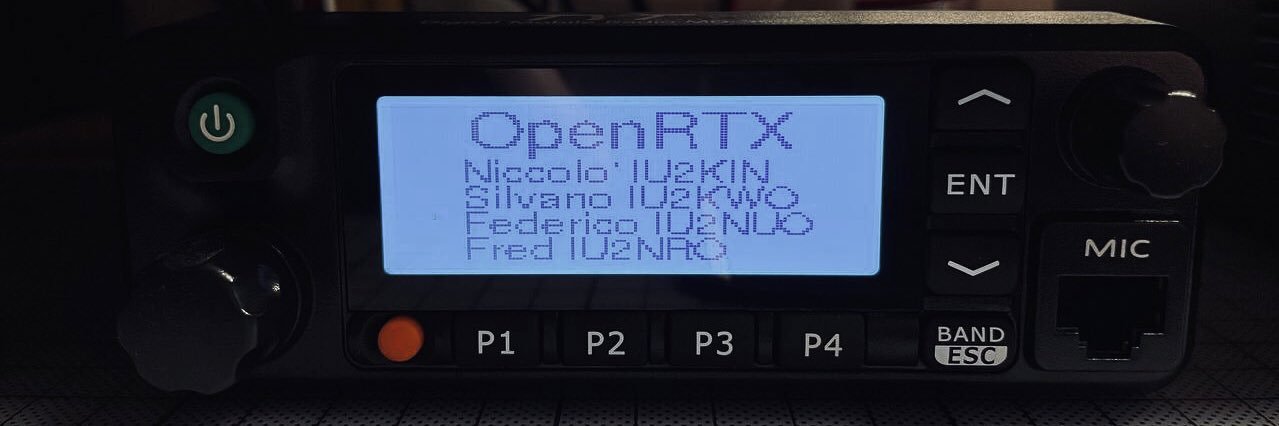 OpenRTX
Niccolo' IU2KIN
Silvano IU2KWO
Federico IU2NUO
Fred IU2NRO
ENT
MIC
P1 P2 P3 P4
BAND
ESC